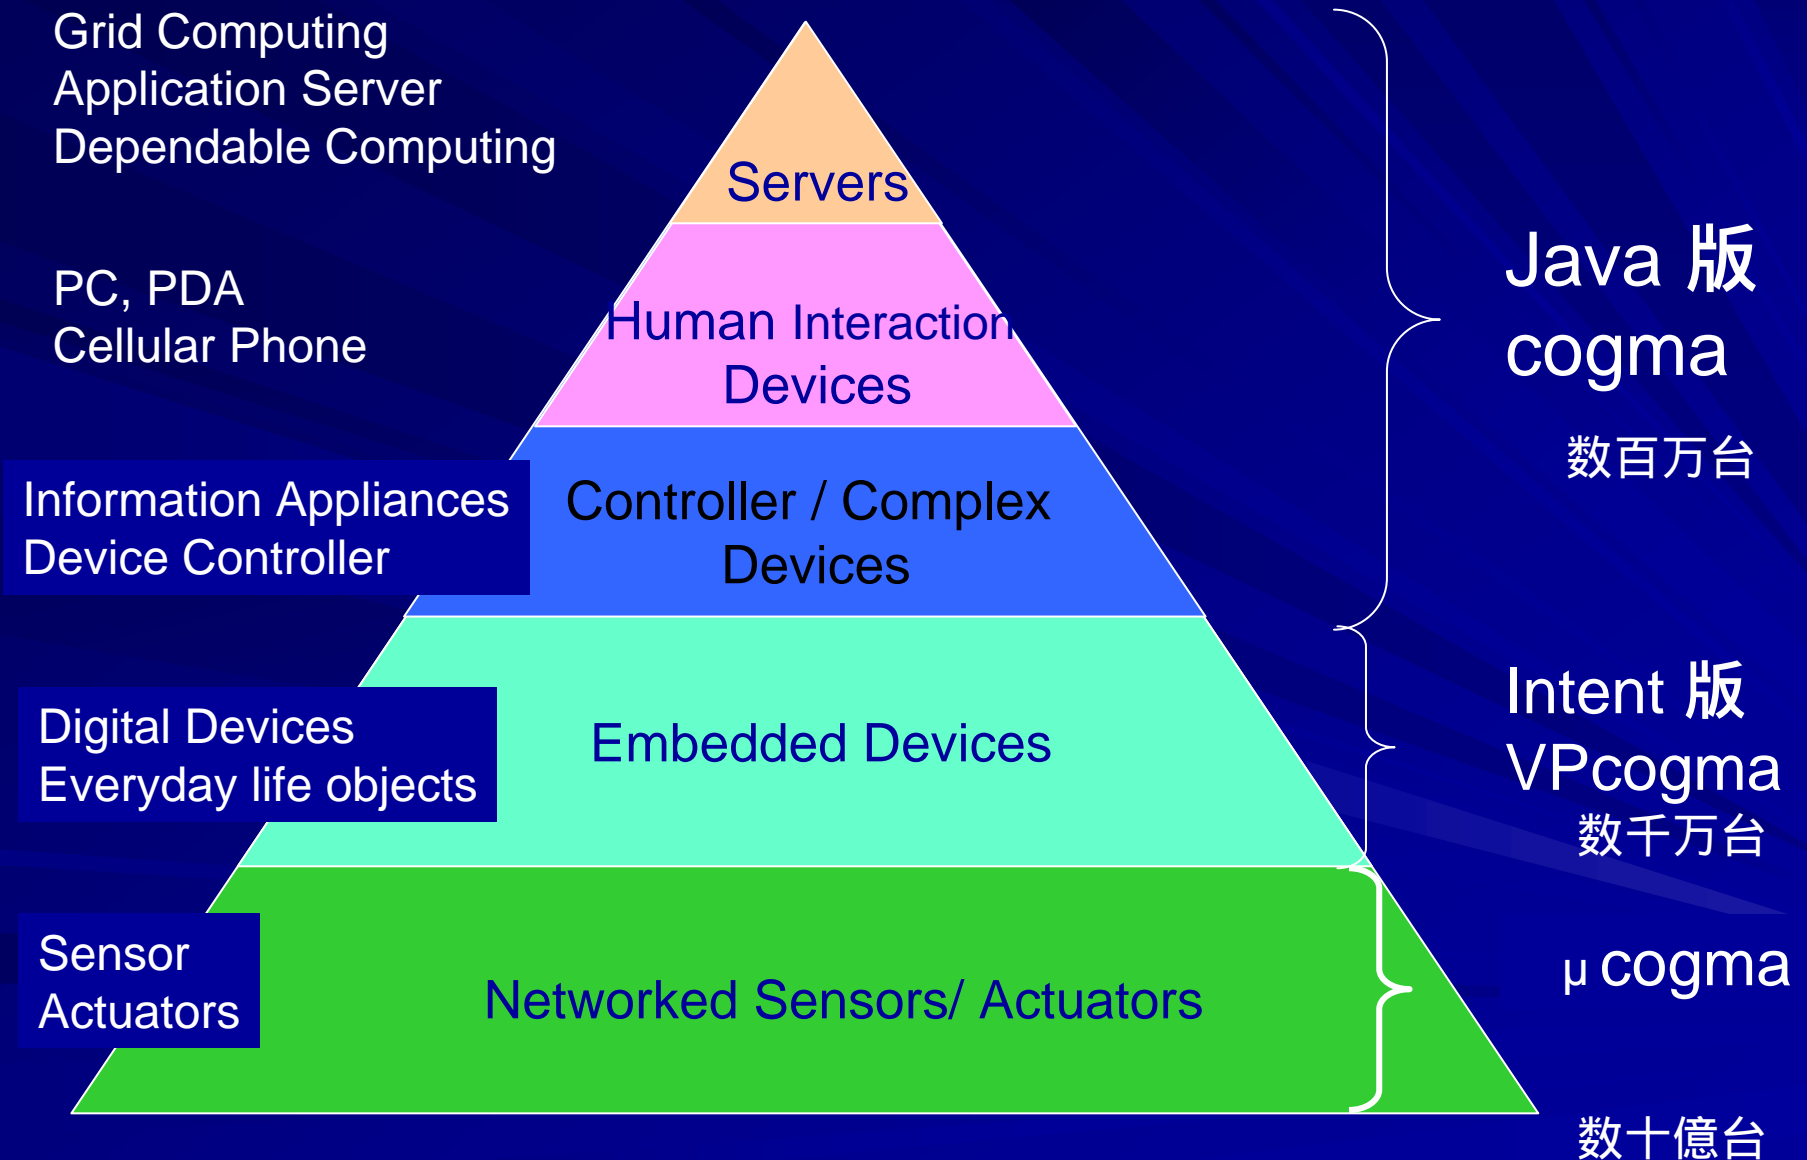 Grid Computing
Application Server
Dependable Computing
Servers
PC, PDA
Cellular Phone
Human Interaction
Devices
Java 版
cogma
数百万台
Information Appliances
Device Controller
Controller / Complex
Devices
Digital Devices
Everyday life objects
Embedded Devices
Intent 版
VPcogma
数千万台
Sensor
Actuators
Networked Sensors/ Actuators
μ cogma
数十億台